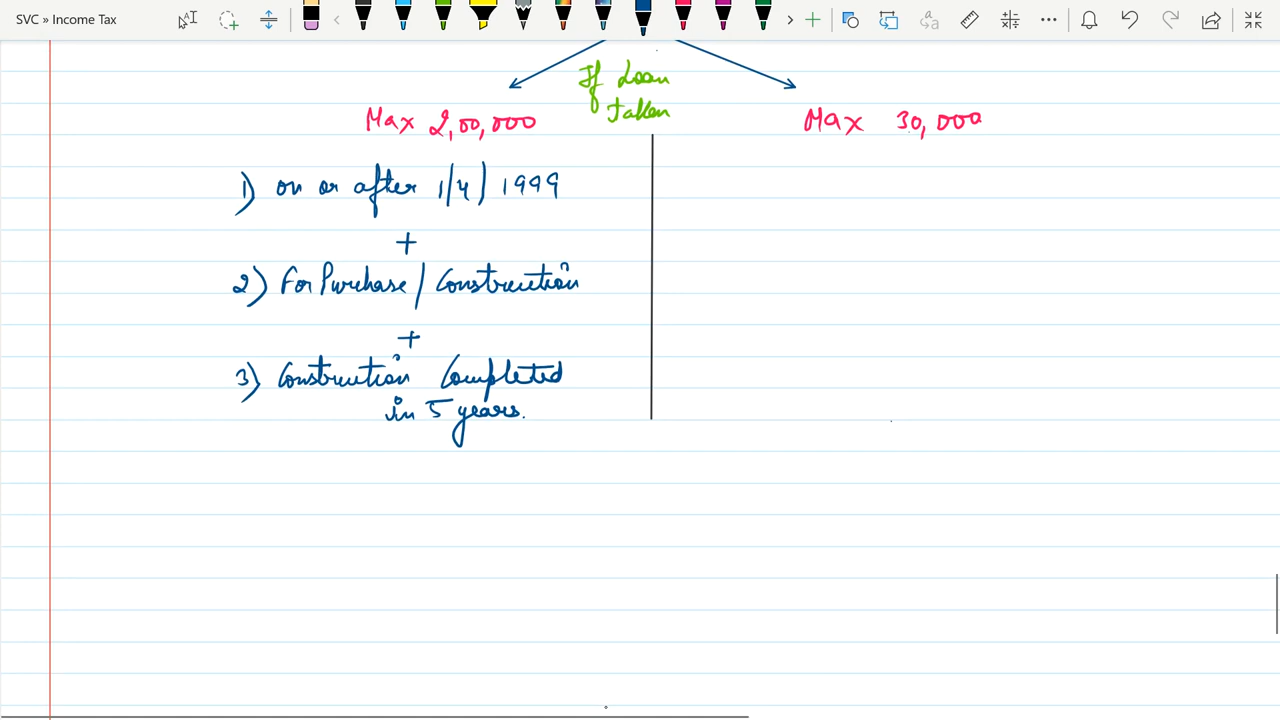 SVC » Income Tax
If Loan
Taken
Max 2,00,000
Max 30,000
1) on or after 1/4/1999
+
2) For Purchase/Construction
+
3) Construction Completed
in 5 years.